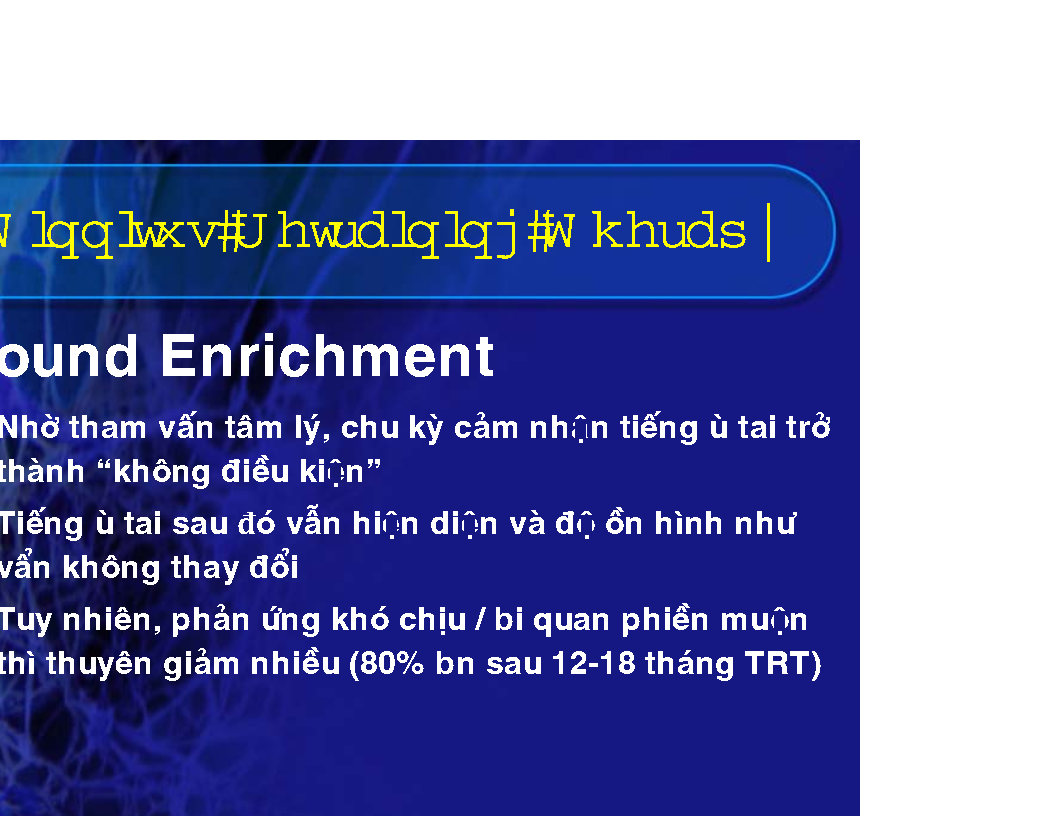 Wlqqlwxv#Uhwudlqlqj#Wkhuds|
ound Enrichment
Nhờ tham vấn tâm lý, chu kỳ cảm nhận tiếng ù tai trở
thành “không điều kiện”
Tiếng ù tai sau đó vẫn hiện diện và độ ồn hình như
vẩn không thay đổi
Tuy nhiên, phản ứng khó chịu / bi quan phiền muộn
thì thuyên giảm nhiều (80% bn sau 12-18 tháng TRT)